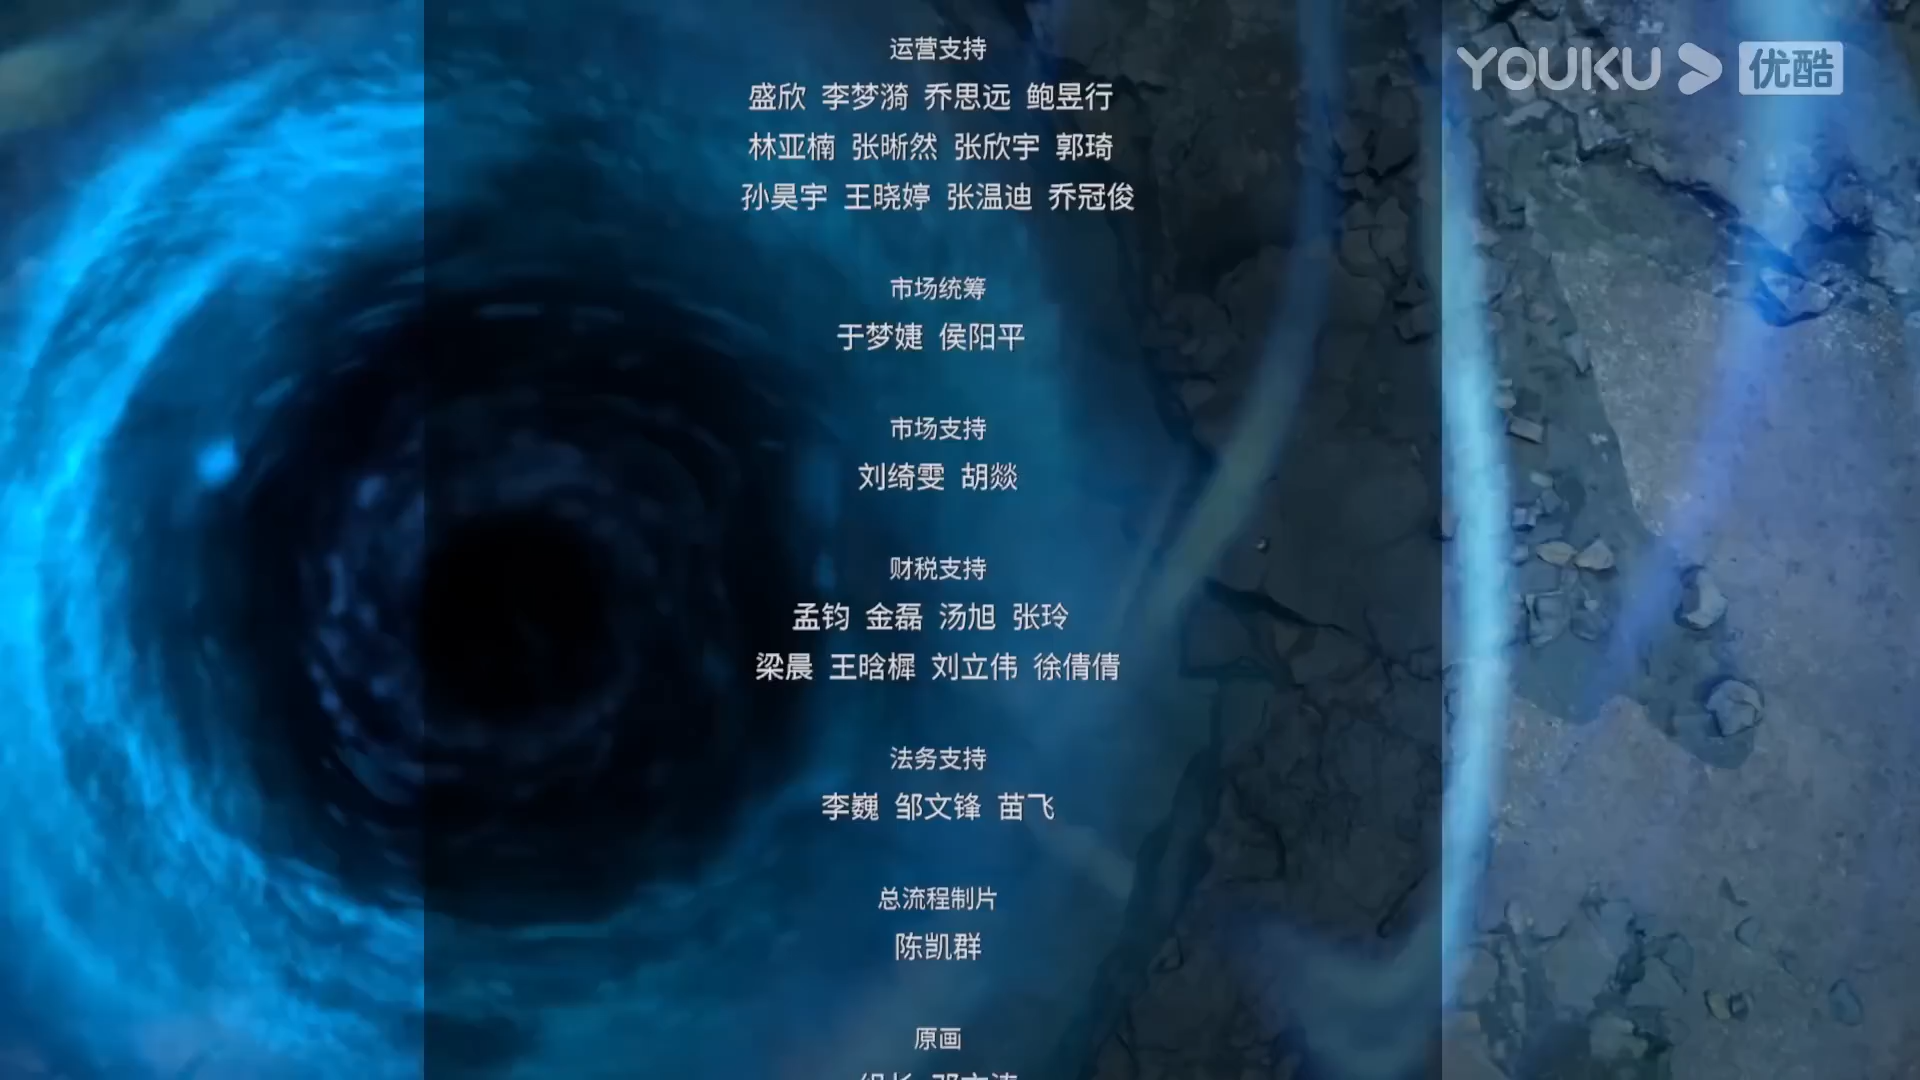 YOUKU 优酷
运营支持
盛欣 李梦漪 乔思远 鲍昱行
林亚楠 张晰然 张欣宇 郭琦
孙昊宇 王晓婷 张温迪 乔冠俊
市场统筹
于梦婕 侯阳平
市场支持
刘绮雯 胡燚
财税支持
孟钧 金磊 汤旭 张玲
梁晨 王晗樨 刘立伟 徐倩倩
法务支持
李巍 邹文锋 苗飞
总流程制片
陈凯群
原画